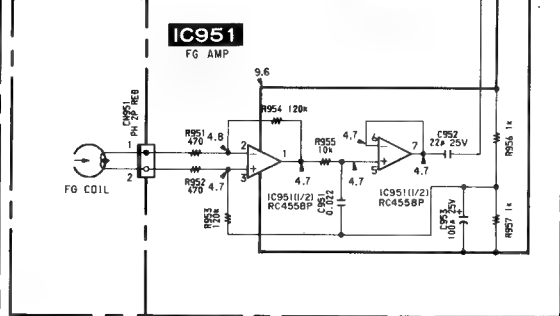 IC951
FG AMP
9.6
CN951
PH 2P RED
R954 120k
R951
470
4.8
2
1
4.7
R955
10k
4.7
6
7
4.7
C952
22μ 25V
R956 1k
1
2
FG COIL
R952
470
4.7
3
R953
120k
IC951(1/2)
RC4558P
C951
0.022
5
IC951(1/2)
RC4558P
C953
100μ 25V
R957 1k